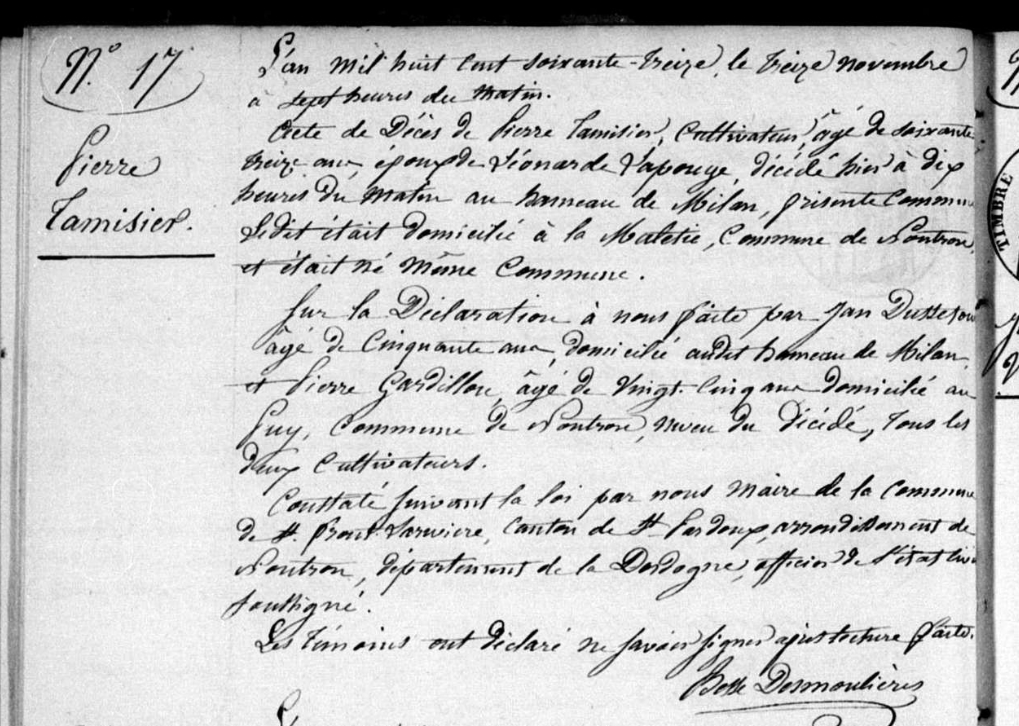 N.° 17
Pierre
Tamisier.
L'an mil huit cent soixante-treize, le treize novembre
à sept heures du matin.
Acte de Décès de Pierre Tamisier, Cultivateur, âgé de soixante
treize ans, époux de Léonarde Lapouge, décédé hier à dix
heures du matin au hameau de Milan, présente Commune
Ledit était domicilié à la Maletie, Commune de Nontron,
et était né même Commune.
Sur la Déclaration à nous faite par Jan
âgé de Cinquante ans, domicilié audit hameau de Milan
et Pierre Gardillou, âgé de vingt-cinq ans domicilié au
Puy, Commune de Nontron, neveu du décédé, tous les
deux Cultivateurs.
Constaté suivant la loi par nous Maire de la Commune
de St. Front-Larivière, Canton de St Pardoux, arrondissement de
Nontron, département de la Dordogne, officier de l'état civil
soussigné.
Les témoins ont déclaré ne savoir signer après lecture faite.
Desmoulières
TIMBRE